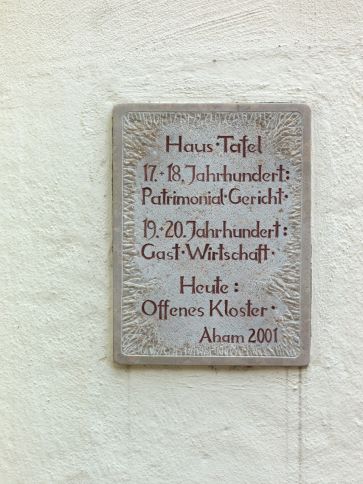 Haus·Tafel
17.+18.Jahrhundert:
Patrimonial·Gericht·
19.+20.Jahrhundert:
Gast·Wirtschaft·
Heute:
Offenes Kloster·
Aham 2001